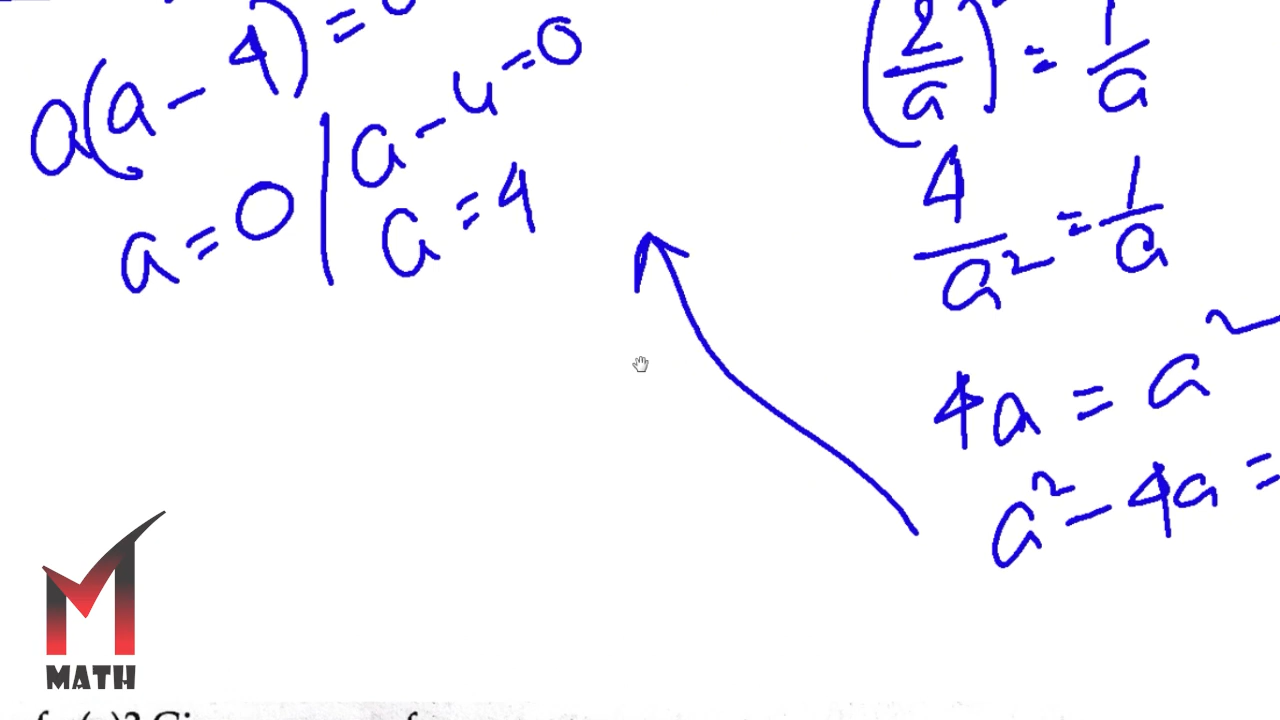 a(a - 4) = 0
a = 0 | a - 4 = 0
a = 4
(2/a)² = 1/a
4/a² = 1/a
4a = a²
a² - 4a =
MATH